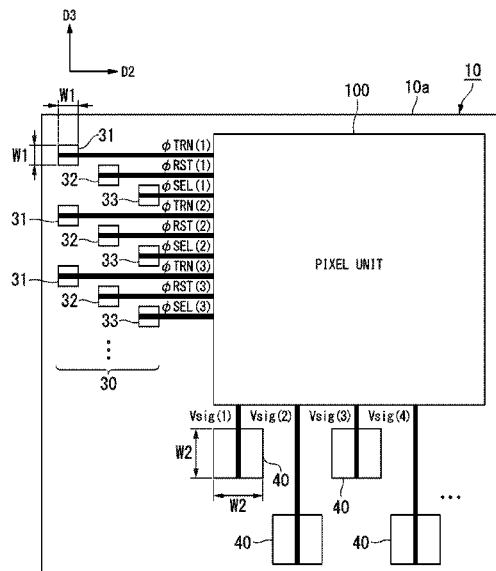 D3
D2
10
10a
100
W1
31
W1
φTRN(1)
φRST(1)
32
φSEL(1)
33
φTRN(2)
31
φRST(2)
32
φSEL(2)
33
φTRN(3)
31
φRST(3)
32
φSEL(3)
33
30
PIXEL UNIT
Vsig(1) Vsig(2) Vsig(3) Vsig(4)
W2
40
40
W2
40
40